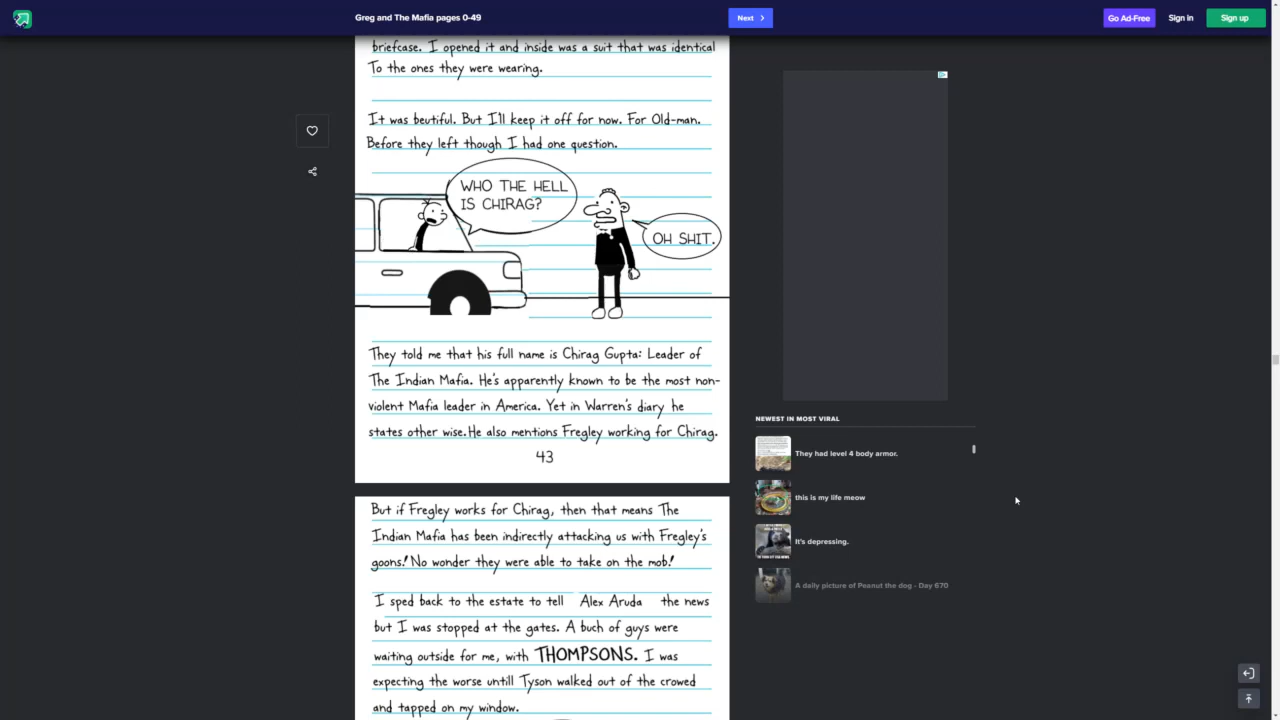 Greg and The Mafia pages 0-49
Next
Go Ad-Free
Sign in
Sign up
briefcase. I opened it and inside was a suit that was identical
To the ones they were wearing.
It was beutiful. But I'll keep it off for now. For Old-man.
Before they left though I had one question.
WHO THE HELL
IS CHIRAG?
OH SHIT.
They told me that his full name is Chirag Gupta: Leader of
The Indian Mafia. He's apparently known to be the most non-
violent Mafia leader in America. Yet in Warren's diary he
states other wise.He also mentions Fregley working for Chirag.
43
But if Fregley works for Chirag, then that means The
Indian Mafia has been indirectly attacking us with Fregley's
goons! No wonder they were able to take on the mob!
I sped back to the estate to tell Alex Aruda the news
but I was stopped at the gates. A buch of guys were
waiting outside for me, with THOMPSONS. I was
expecting the worse untill Tyson walked out of the crowed
and tapped on my window.
NEWEST IN MOST VIRAL
They had level 4 body armor.
this is my life meow
It's depressing.
A daily picture of Peanut the dog - Day 670